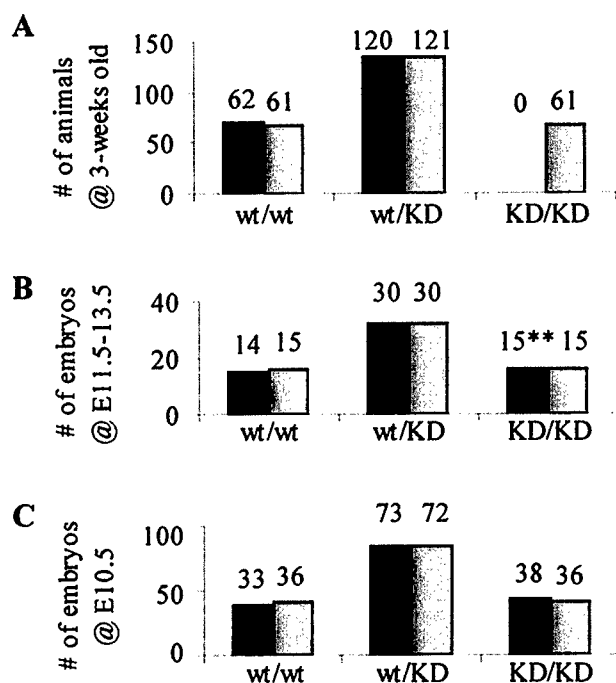 A
# of animals
@ 3-weeks old
150
100
50
0
62 61
120 121
0 61
wt/wt
wt/KD
KD/KD
B
# of embryos
@ E11.5-13.5
40
20
0
14 15
30 30
15** 15
wt/wt
wt/KD
KD/KD
C
# of embryos
@ E10.5
100
50
0
33 36
73 72
38 36
wt/wt
wt/KD
KD/KD